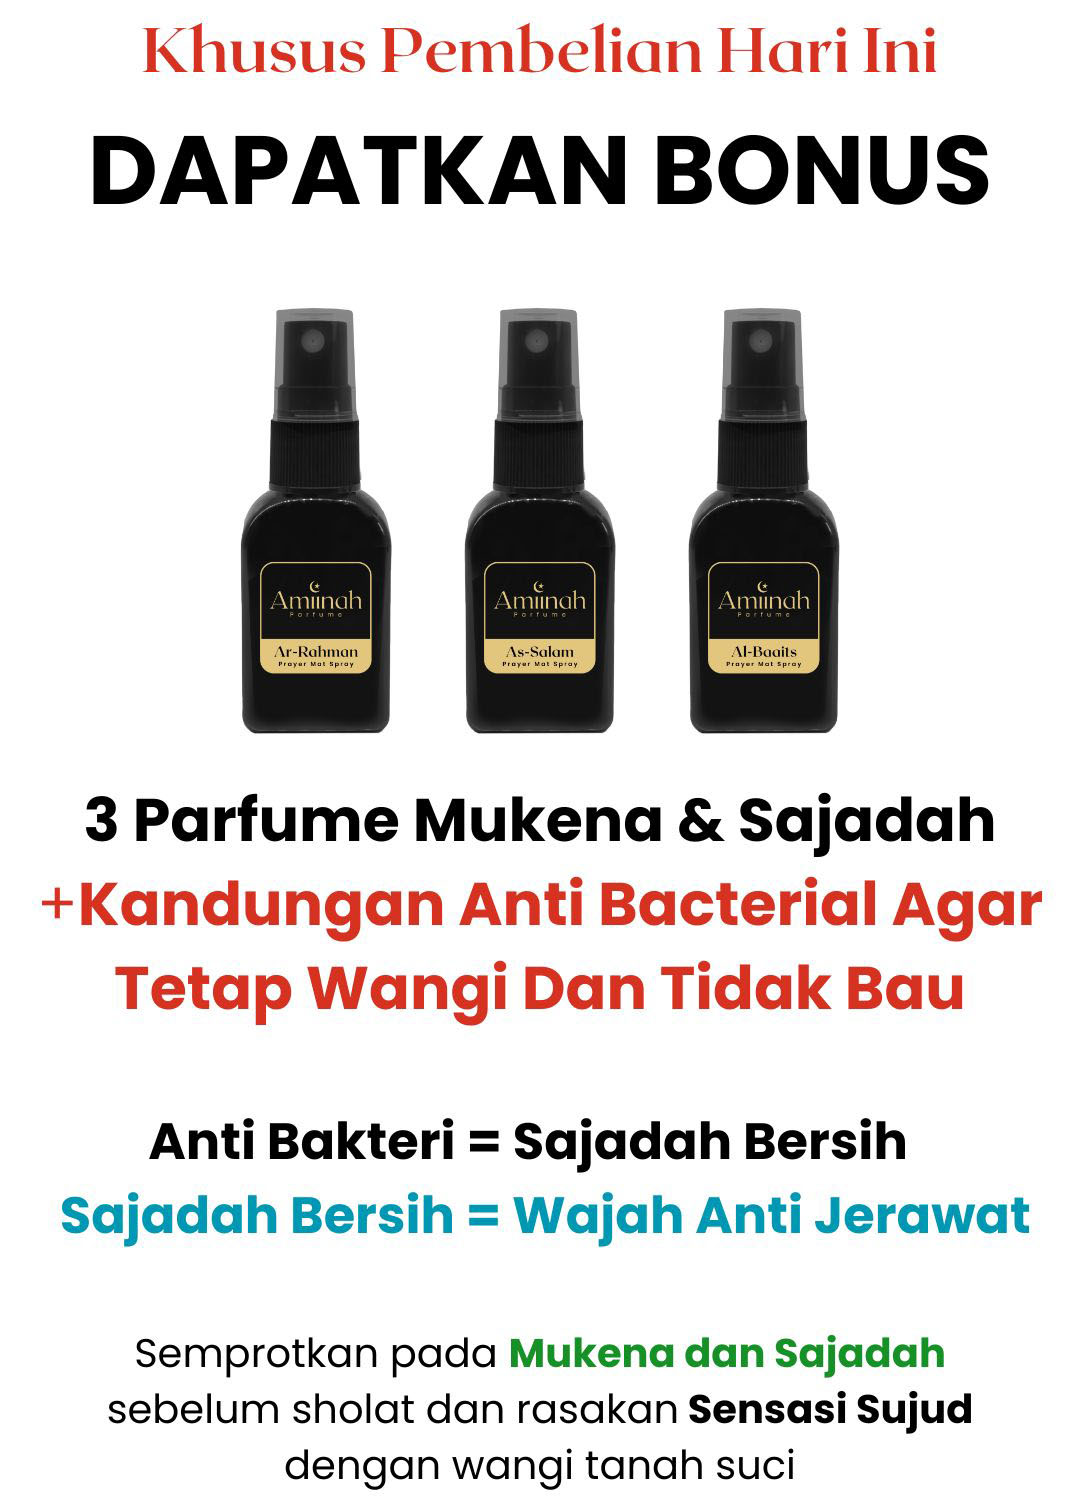 Khusus Pembelian Hari Ini
DAPATKAN BONUS
Amiinah
Parfume
Ar-Rahman
Prayer Mat Spray
Amiinah
Parfume
As-Salam
Prayer Mat Spray
Amiinah
Parfume
Al-Baaits
Prayer Mat Spray
3 Parfume Mukena & Sajadah
+Kandungan Anti Bacterial Agar
Tetap Wangi Dan Tidak Bau
Anti Bakteri = Sajadah Bersih
Sajadah Bersih = Wajah Anti Jerawat
Semprotkan pada Mukena dan Sajadah
sebelum sholat dan rasakan Sensasi Sujud
dengan wangi tanah suci